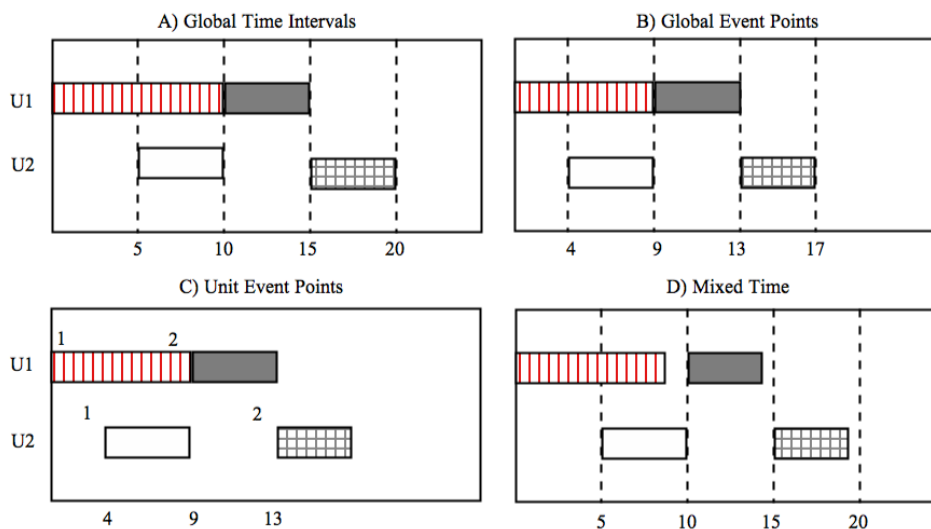 A) Global Time Intervals
B) Global Event Points
U1
U2
5 10 15 20
4 9 13 17
C) Unit Event Points
D) Mixed Time
1 2
U1
1 2
U2
4 9 13
5 10 15 20